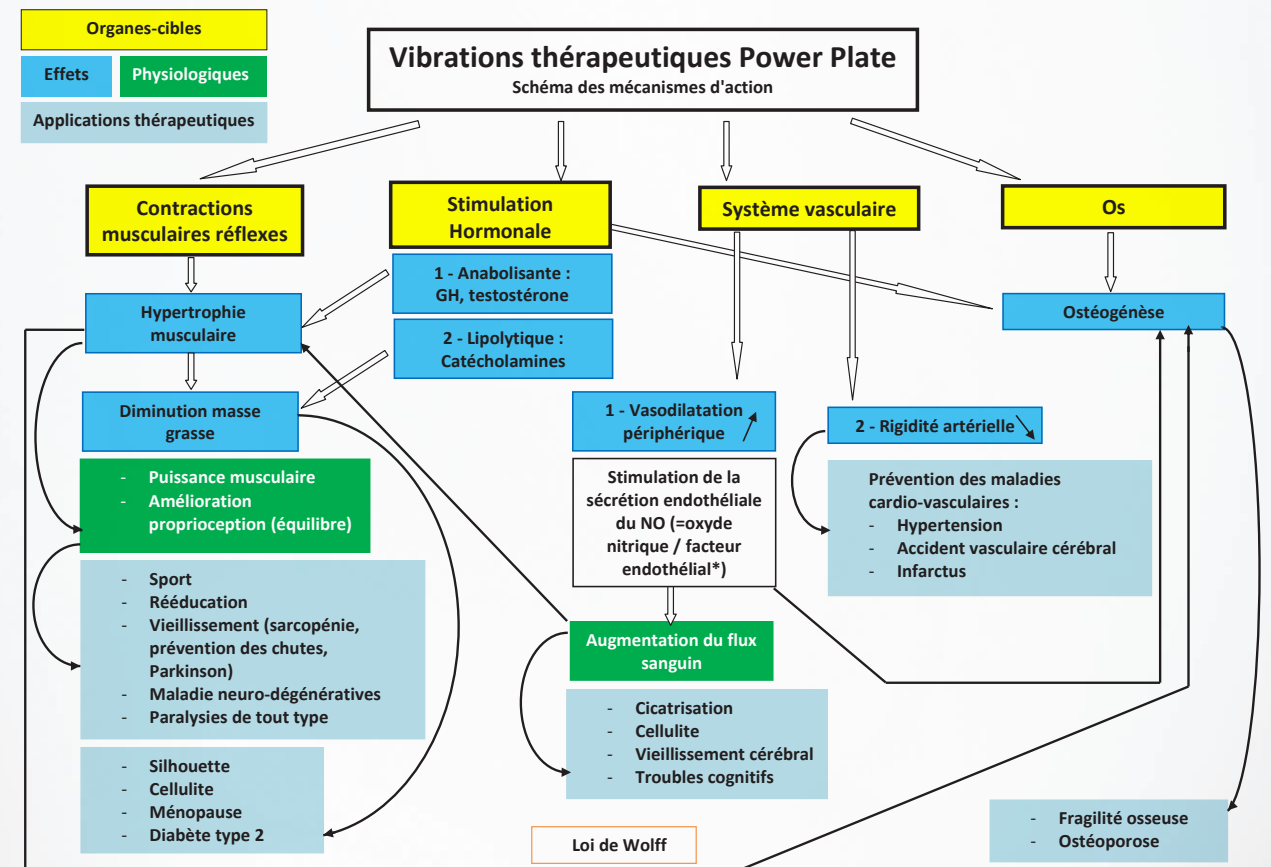 Organes-cibles
Effets
Physiologiques
Applications thérapeutiques
Vibrations thérapeutiques Power Plate
Schéma des mécanismes d'action
Contractions
musculaires réflexes
Stimulation
Hormonale
Système vasculaire
Os
1 - Anabolisante :
GH, testostérone
2 - Lipolytique :
Catécholamines
Hypertrophie
musculaire
Ostéogénèse
Diminution masse
grasse
1 - Vasodilatation
périphérique
2 - Rigidité artérielle
- Puissance musculaire
- Amélioration
proprioception (équilibre)
Stimulation de la
sécrétion endothéliale
du NO (=oxyde
nitrique / facteur
endothélial*)
Prévention des maladies
cardio-vasculaires :
- Hypertension
- Accident vasculaire cérébral
- Infarctus
- Sport
- Rééducation
- Vieillissement (sarcopénie,
prévention des chutes,
Parkinson)
- Maladie neuro-dégénératives
- Paralysies de tout type
Augmentation du flux
sanguin
- Cicatrisation
- Cellulite
- Vieillissement cérébral
- Troubles cognitifs
- Silhouette
- Cellulite
- Ménopause
- Diabète type 2
Loi de Wolff
- Fragilité osseuse
- Ostéoporose